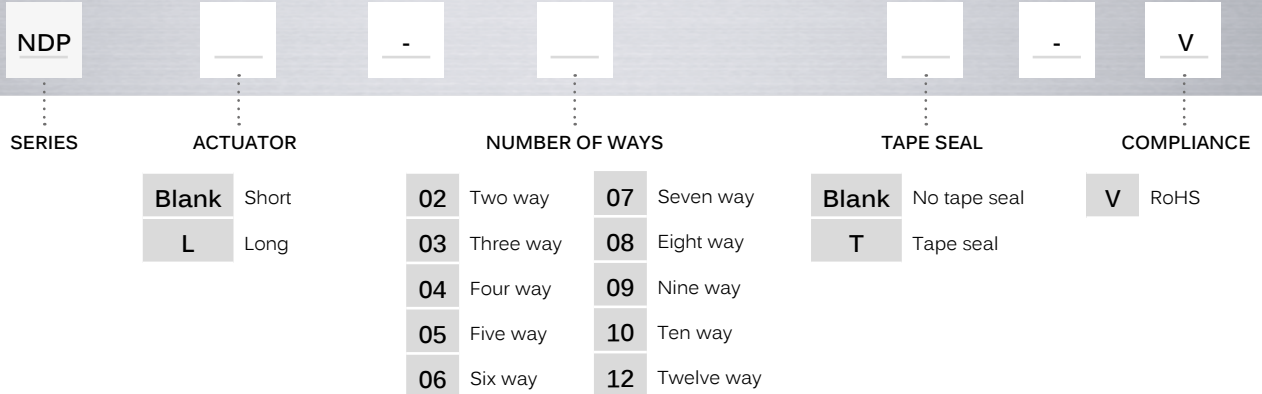 NDP - - V
SERIES ACTUATOR NUMBER OF WAYS TAPE SEAL COMPLIANCE
Blank Short 02 Two way 07 Seven way Blank No tape seal V RoHS
L Long 03 Three way 08 Eight way T Tape seal
04 Four way 09 Nine way
05 Five way 10 Ten way
06 Six way 12 Twelve way